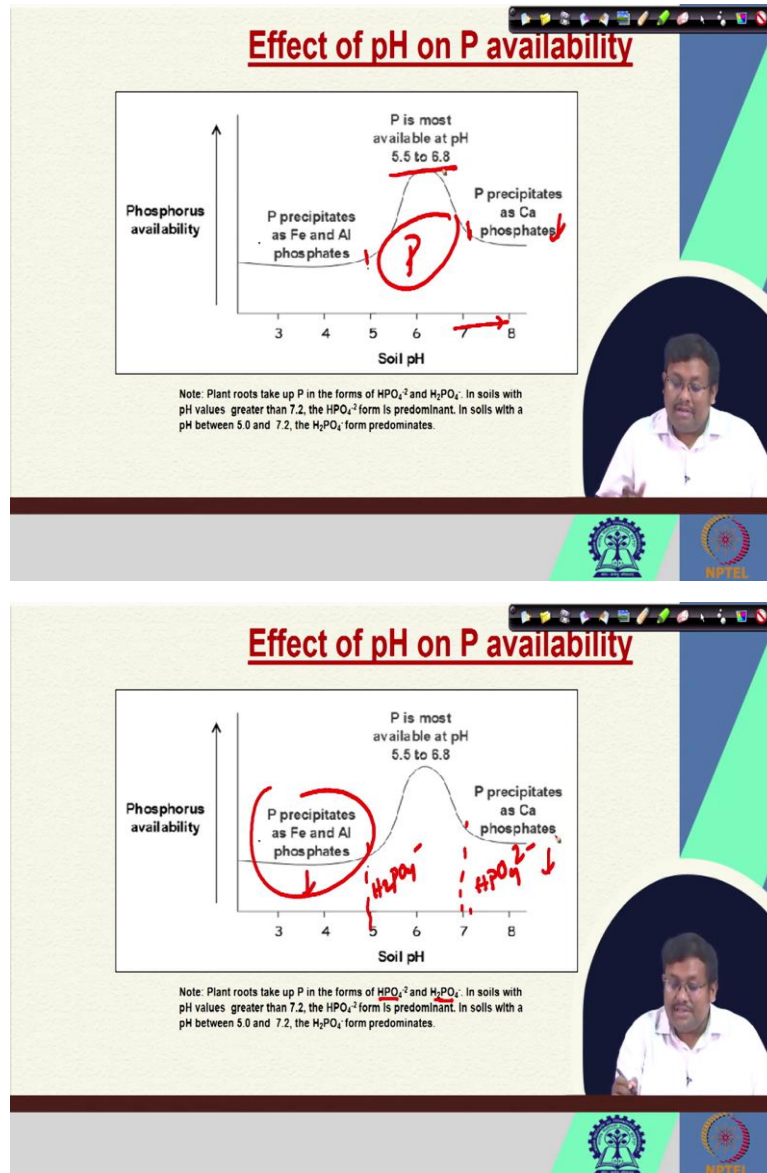 Effect of pH on P availability
P is most
available at pH
5.5 to 6.8
P precipitates
as Ca
phosphates
Phosphorus
availability
P precipitates
as Fe and Al
phosphates
P
3 4 5 6 7 8
Soil pH
Note: Plant roots take up P in the forms of HPO₄⁻² and H₂PO₄⁻. In soils with
pH values greater than 7.2, the HPO₄⁻² form is predominant. In soils with a
pH between 5.0 and 7.2, the H₂PO₄⁻ form predominates.
NPTEL
Effect of pH on P availability
P is most
available at pH
5.5 to 6.8
P precipitates
as Ca
phosphates
Phosphorus
availability
P precipitates
as Fe and Al
phosphates
H₂PO₄⁻
HPO₄²⁻
3 4 5 6 7 8
Soil pH
Note: Plant roots take up P in the forms of HPO₄⁻² and H₂PO₄⁻. In soils with
pH values greater than 7.2, the HPO₄⁻² form is predominant. In soils with a
pH between 5.0 and 7.2, the H₂PO₄⁻ form predominates.
NPTEL